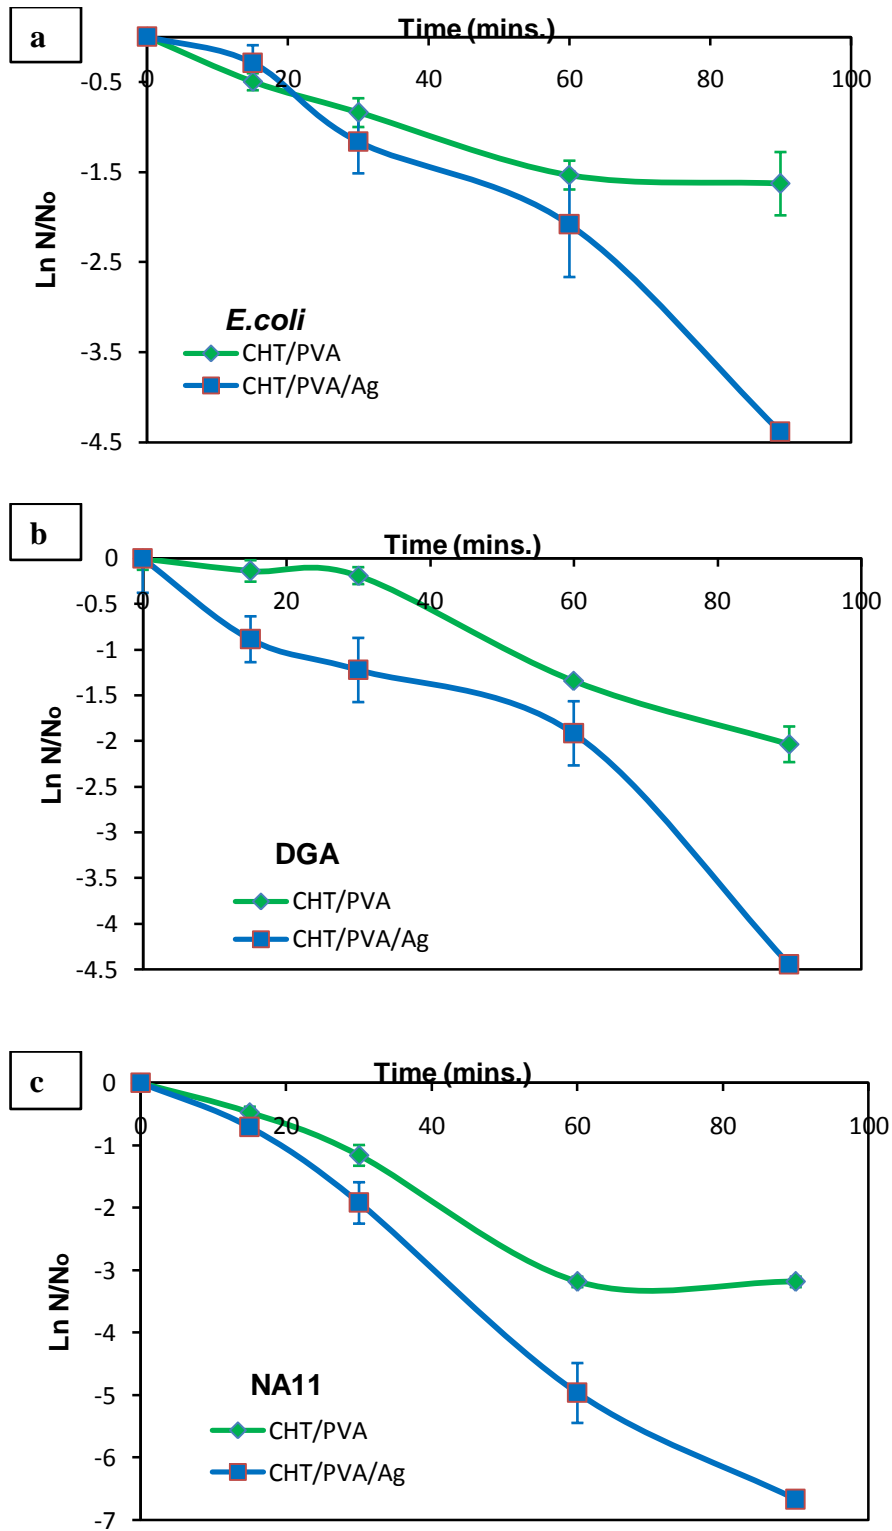 a
Time (mins.)
0 20 40 60 80 100
-0.5
-1.5
-2.5
-3.5
-4.5
Ln N/No
E.coli
CHT/PVA
CHT/PVA/Ag
b
Time (mins.)
0
0 20 40 60 80 100
-0.5
-1
-1.5
-2
-2.5
-3
-3.5
-4
-4.5
Ln N/No
DGA
CHT/PVA
CHT/PVA/Ag
c
Time (mins.)
0
0 20 40 60 80 100
-1
-2
-3
-4
-5
-6
-7
Ln N/No
NA11
CHT/PVA
CHT/PVA/Ag